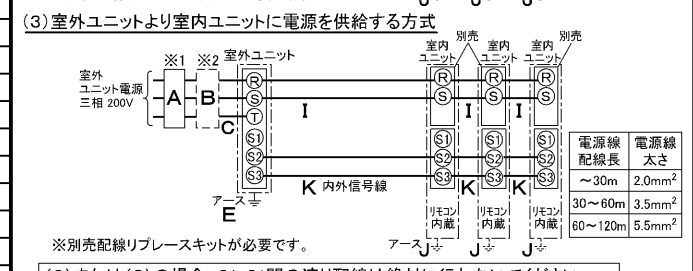 (3)室外ユニットより室内ユニットに電源を供給する方式
※1 ※2 室外ユニット
別売
別売
室内ユニット
室内ユニット
室内ユニット
室外ユニット電源 三相 200V
A B C
R
S
T
S1
S2
S3
I I I
R S
R S
R S
S1 S2 S3
S1 S2 S3
S1 S2 S3
K 内外信号線
K K
アース
E
リモコン内蔵
リモコン内蔵
リモコン内蔵
アース J J J
※別売配線リプレースキットが必要です。
電源線配線長 電源線太さ
~30m 2.0mm²
30~60m 3.5mm²
60~120m 5.5mm²